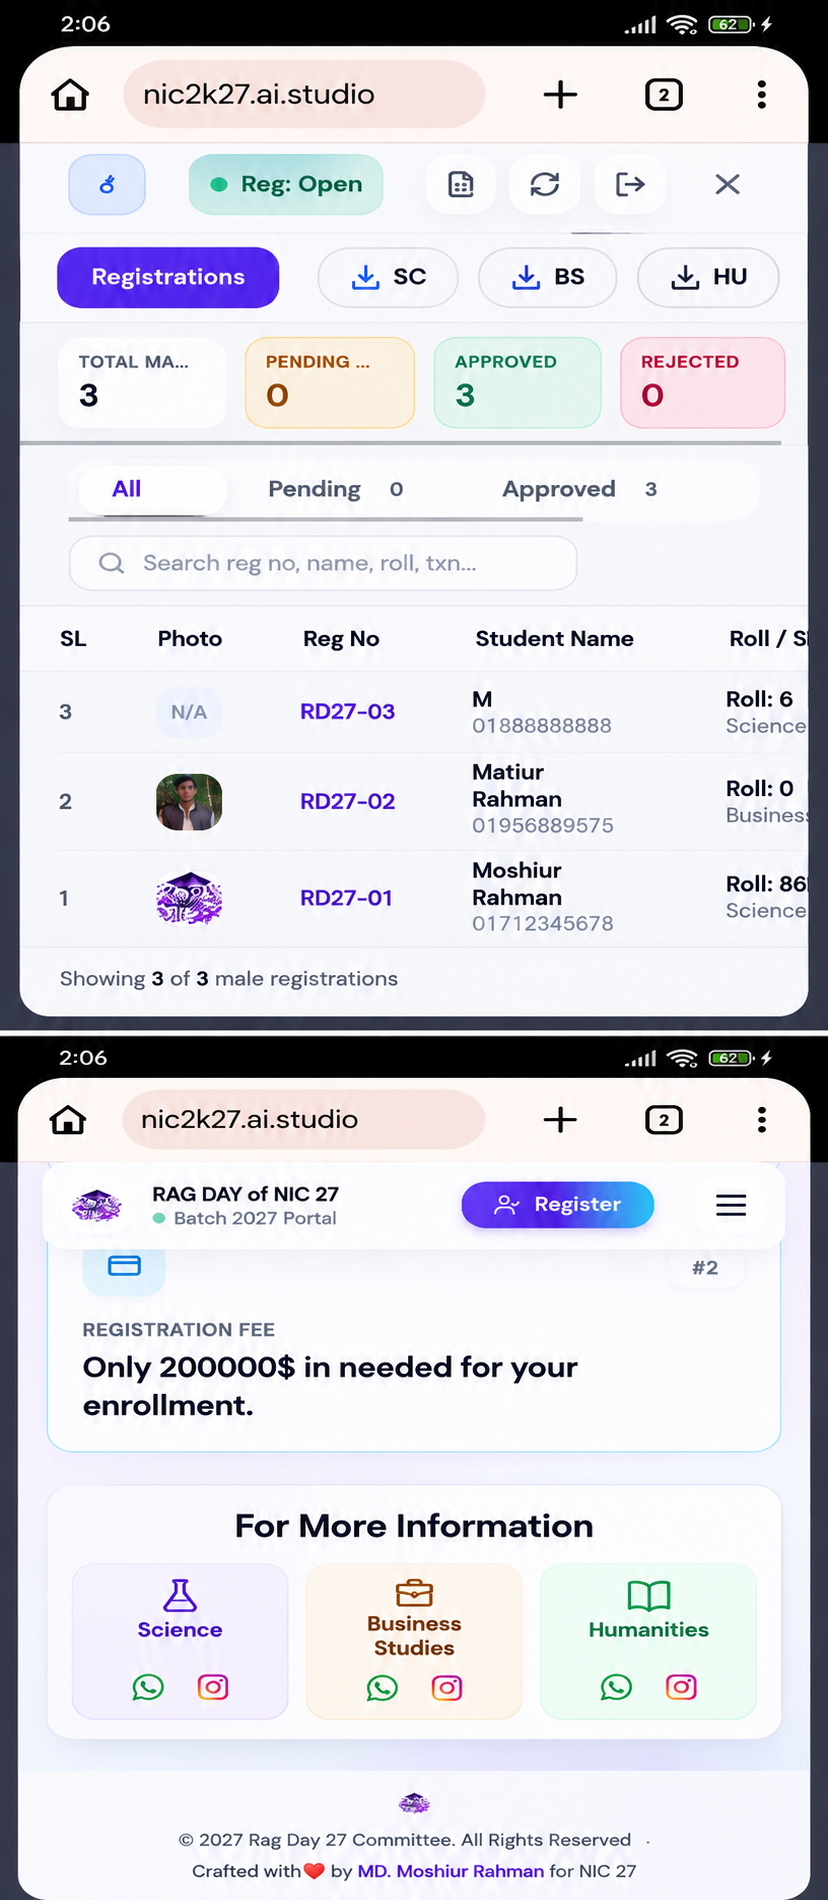 2:06
62
nic2k27.ai.studio
2
Reg: Open
Registrations
SC
BS
HU
TOTAL MA...
PENDING ...
APPROVED
REJECTED
3
0
3
0
All
Pending 0
Approved 3
Search reg no, name, roll, txn...
SL Photo Reg No Student Name Roll / S
3 N/A RD27-03 M Roll: 6
01888888888 Science
Matiur
2 RD27-02 Rahman Roll: 0
01956889575 Business
Moshiur
1 RD27-01 Rahman Roll: 86
01712345678 Science
Showing 3 of 3 male registrations
2:06
62
nic2k27.ai.studio
2
RAG DAY of NIC 27
Batch 2027 Portal
Register
#2
REGISTRATION FEE
Only 200000$ in needed for your
enrollment.
For More Information
Science
Business
Studies
Humanities
© 2027 Rag Day 27 Committee. All Rights Reserved ·
Crafted with❤️ by MD. Moshiur Rahman for NIC 27